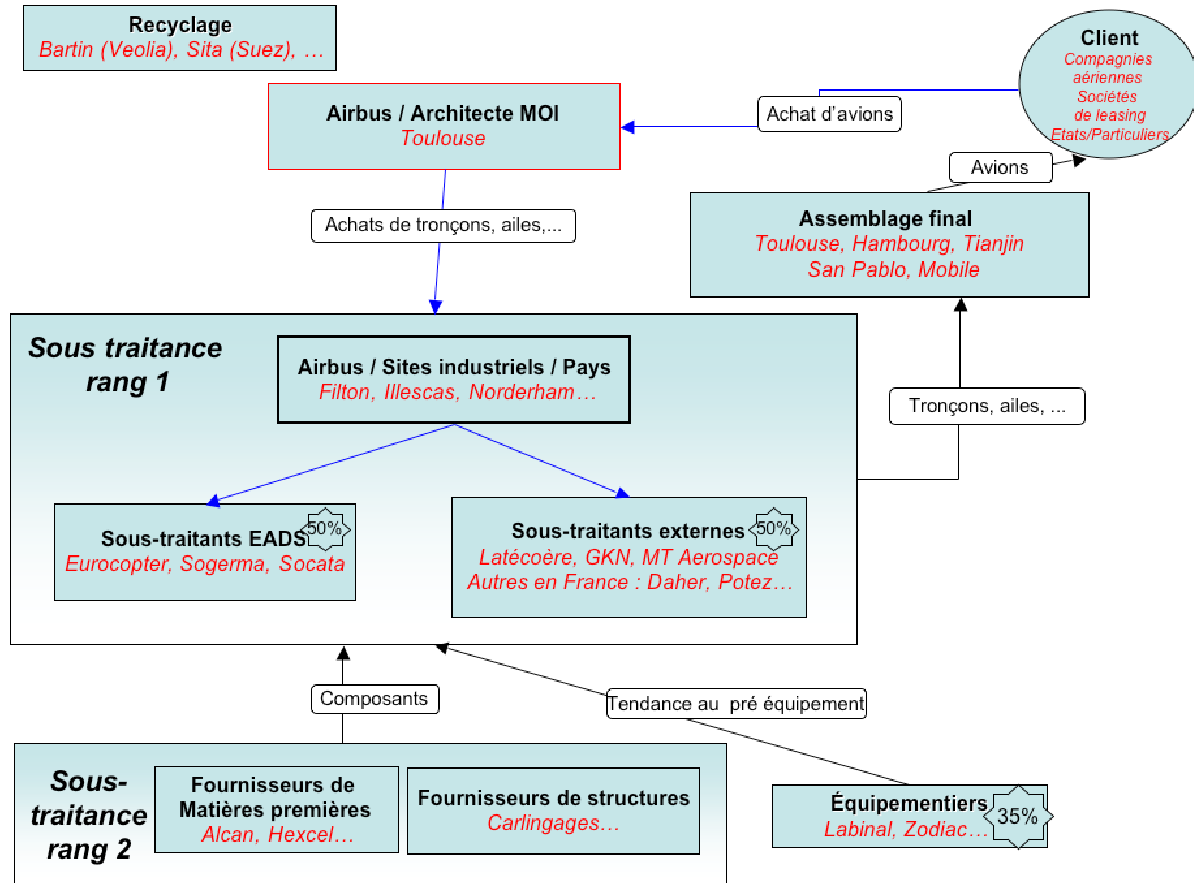 Recyclage
Bartin (Veolia), Sita (Suez), …
Client
Compagnies
aériennes
Sociétés
de leasing
Etats/Particuliers
Airbus / Architecte MOI
Toulouse
Achat d'avions
Avions
Achats de tronçons, ailes,...
Assemblage final
Toulouse, Hambourg, Tianjin
San Pablo, Mobile
Sous traitance
rang 1
Airbus / Sites industriels / Pays
Filton, Illescas, Norderham…
Tronçons, ailes, ...
Sous-traitants EADS
50%
Eurocopter, Sogerma, Socata
Sous-traitants externes
50%
Latécoère, GKN, MT Aerospace
Autres en France : Daher, Potez…
Composants
Tendance au pré équipement
Sous-
traitance
rang 2
Fournisseurs de
Matières premières
Alcan, Hexcel…
Fournisseurs de structures
Carlingages…
Équipementiers
Labinal, Zodiac…
35%